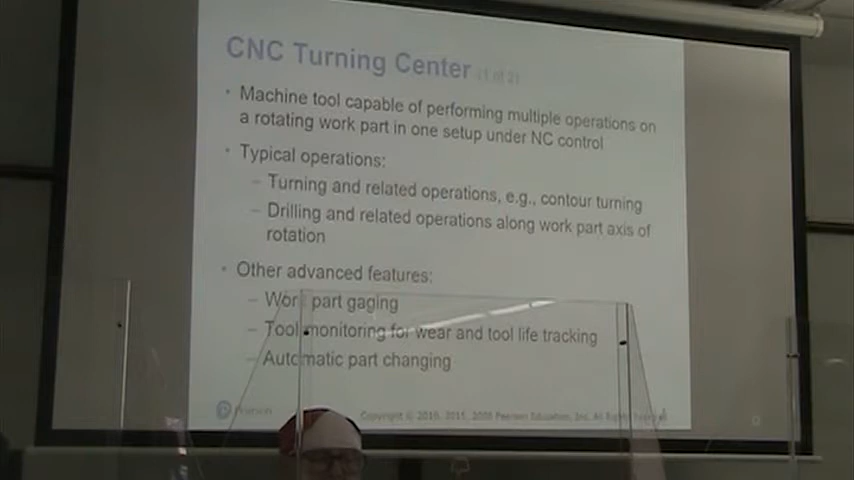 CNC Turning Center (1 of 2)
• Machine tool capable of performing multiple operations on
a rotating work part in one setup under NC control
• Typical operations:
– Turning and related operations, e.g., contour turning
– Drilling and related operations along work part axis of
rotation
• Other advanced features:
– Work part gaging
– Tool monitoring for wear and tool life tracking
– Automatic part changing
Pearson
Copyright © 2019, 2015, 2008 Pearson Education, Inc. All Rights Reserved